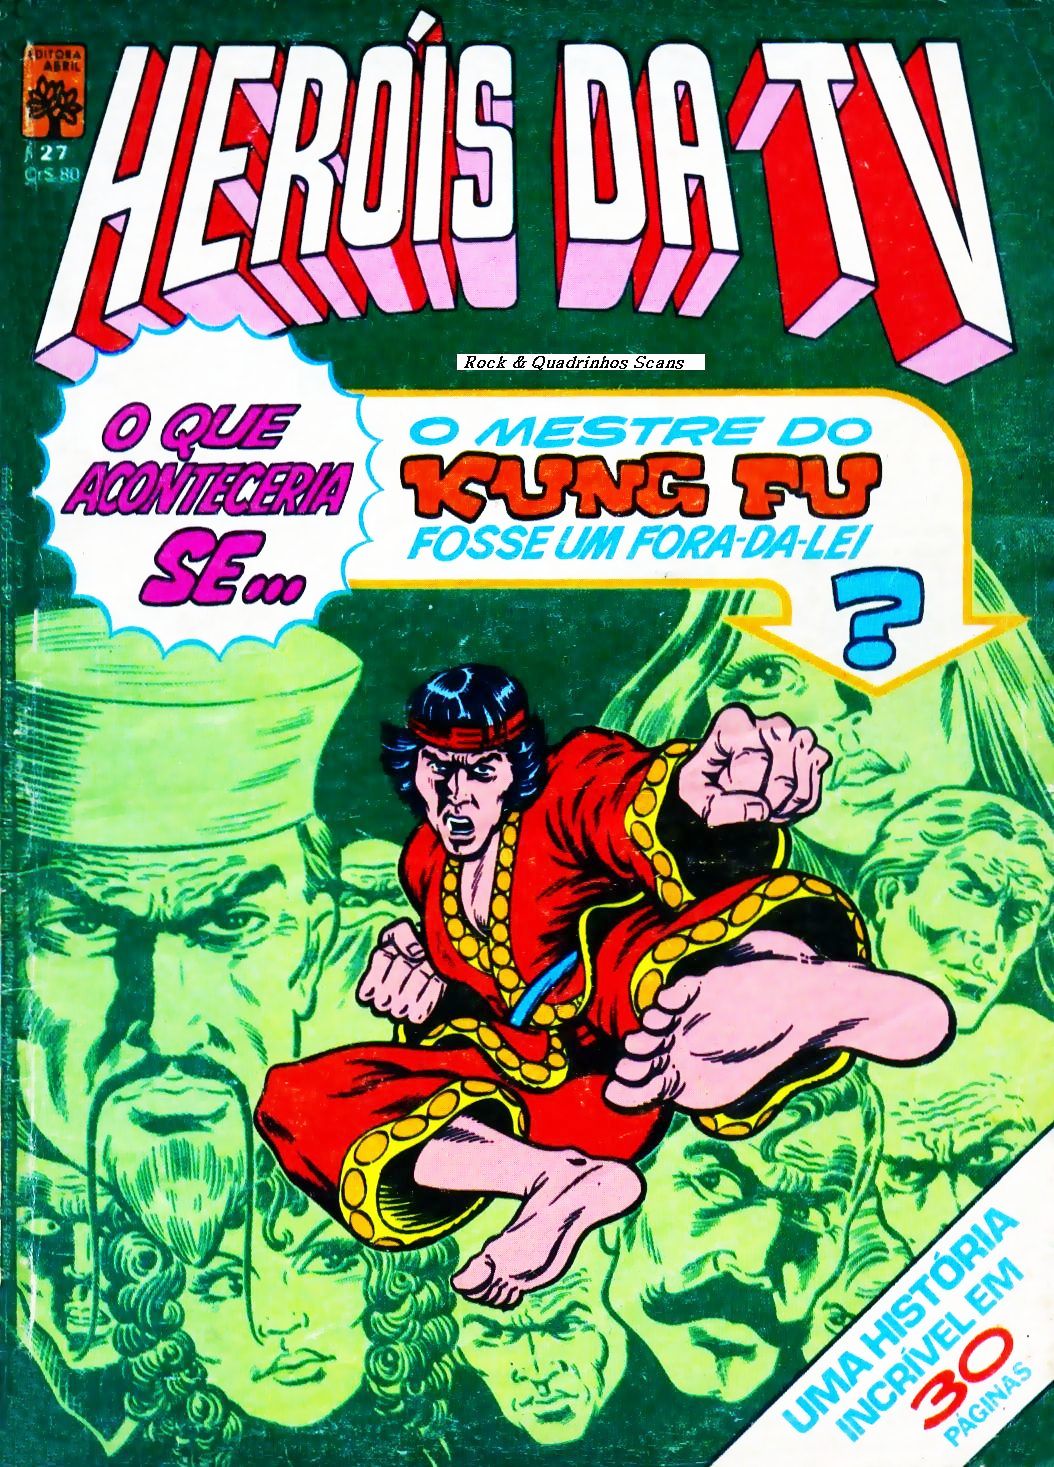 EDITORA
ABRIL
27
Cr$ 80
HERÓIS DA TV
Rock & Quadrinhos Scans
O QUE
ACONTECERIA
SE...
O MESTRE DO
KUNG FU
FOSSE UM FORA-DA-LEI
?
UMA HISTÓRIA
INCRÍVEL EM
30
PÁGINAS